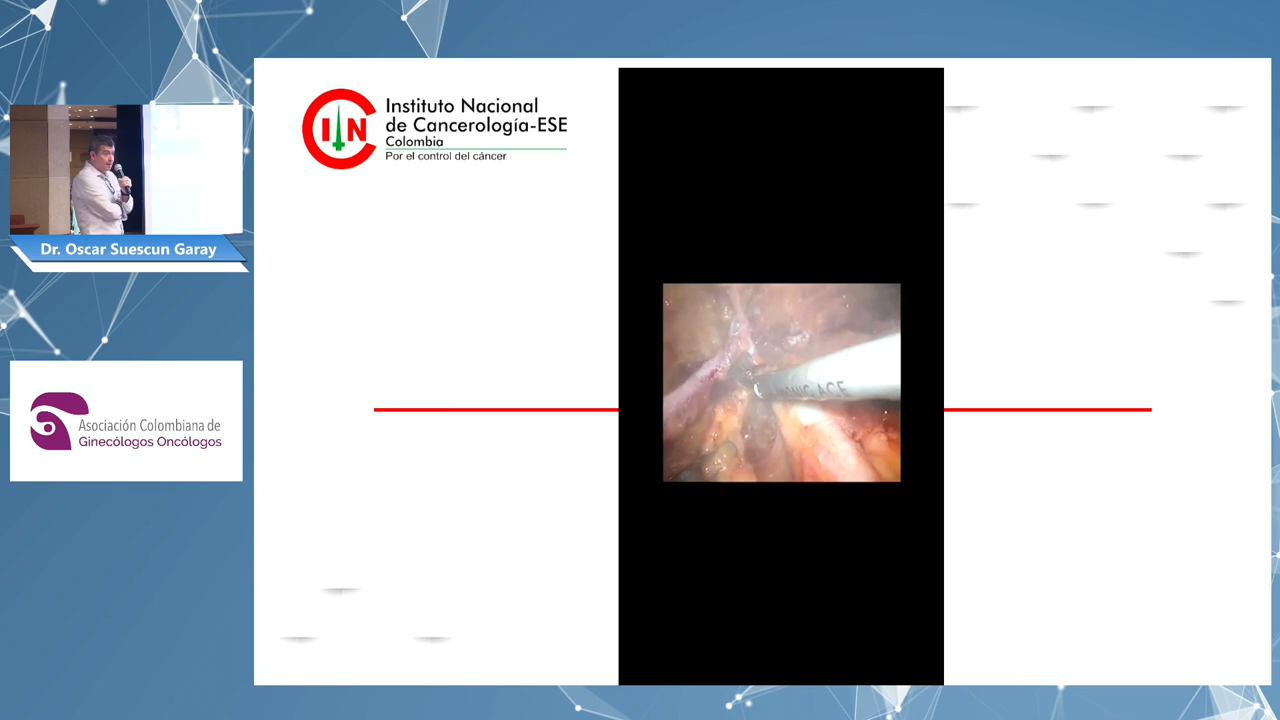 Instituto Nacional
de Cancerología-ESE
Colombia
Por el control del cáncer
Dr. Oscar Suescun Garay
Asociación Colombiana de
Ginecólogos Oncólogos
ACE